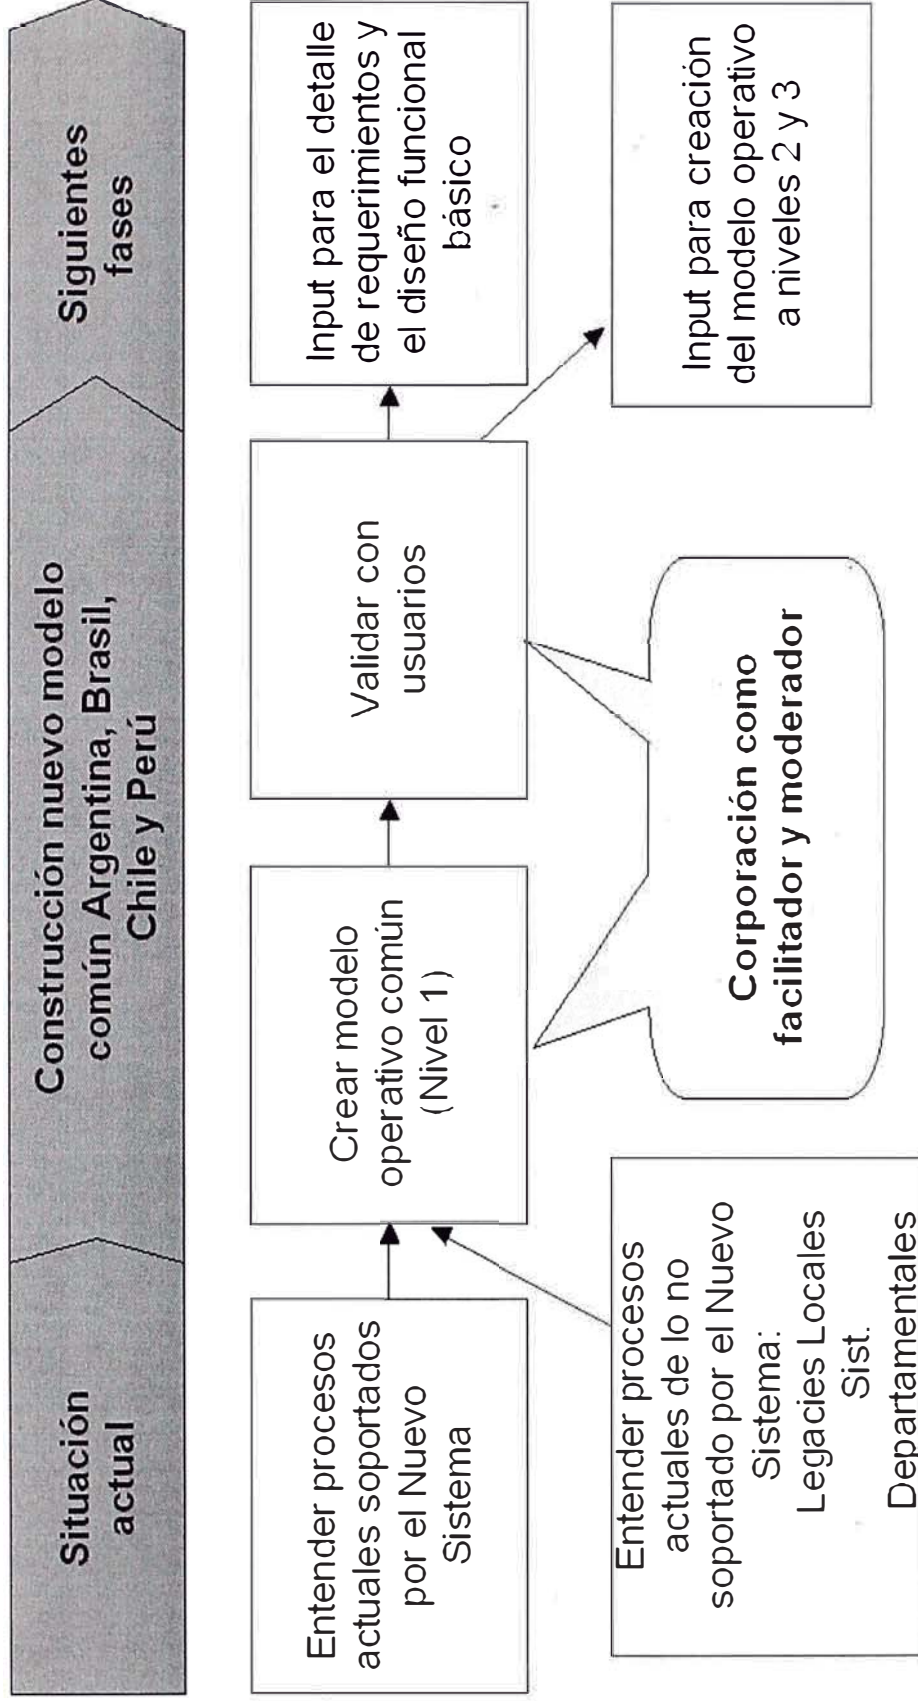 Situación
actual
Construcción nuevo modelo
común Argentina, Brasil,
Chile y Perú
Siguientes
fases
Entender procesos
actuales soportados
por el Nuevo
Sistema
Crear modelo
operativo común
(Nivel 1)
Validar con
usuarios
Input para el detalle
de requerimientos y
el diseño funcional
básico
Entender procesos
actuales de lo no
soportado por el Nuevo
Sistema:
Legacies Locales
Sist.
Departamentales
Corporación como
facilitador y moderador
Input para creación
del modelo operativo
a niveles 2 y 3